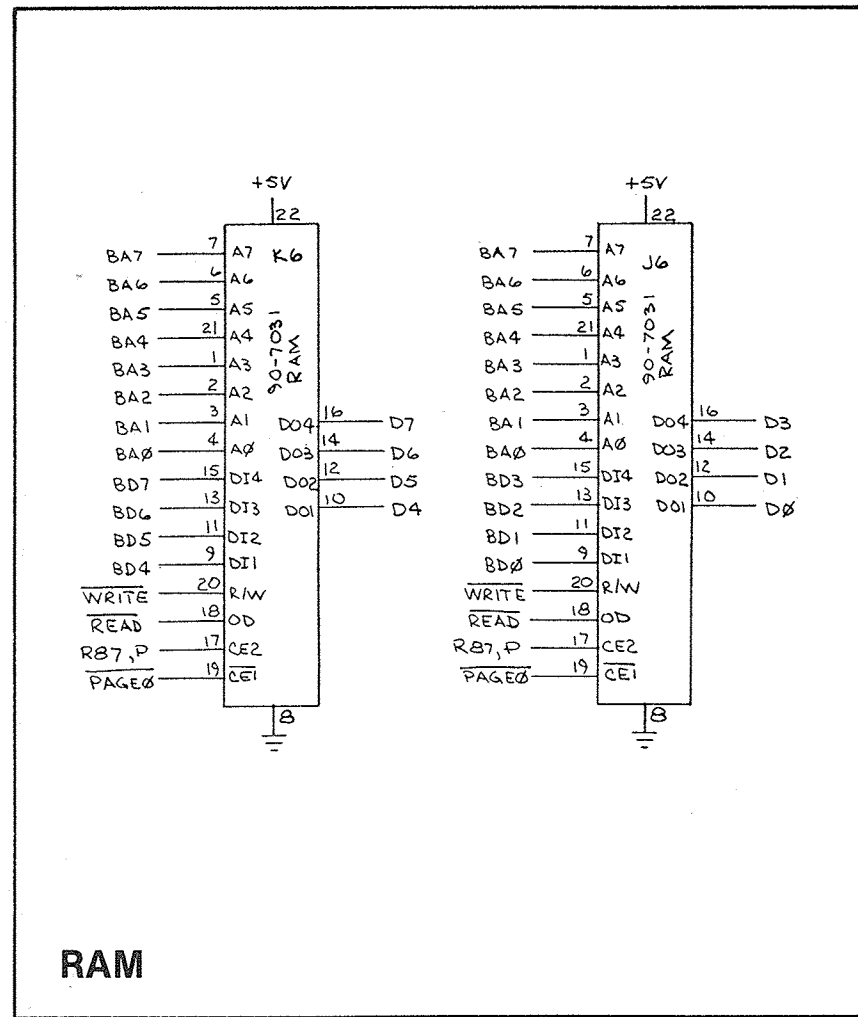 +5V
22
BA7 7 A7 K6
BA6 6 A6
BA5 5 A5
BA4 21 A4
BA3 1 A3
BA2 2 A2
BA1 3 A1
BAØ 4 AØ
BD7 15 DI4
BD6 13 DI3
BD5 11 DI2
BD4 9 DI1
WRITE 20 R/W
READ 18 OD
R87,P 17 CE2
PAGEØ 19 CE1
90-7031
RAM
DO4 16 D7
DO3 14 D6
DO2 12 D5
DO1 10 D4
8
+5V
22
BA7 7 A7 J6
BA6 6 A6
BA5 5 A5
BA4 21 A4
BA3 1 A3
BA2 2 A2
BA1 3 A1
BAØ 4 AØ
BD3 15 DI4
BD2 13 DI3
BD1 11 DI2
BDØ 9 DI1
WRITE 20 R/W
READ 18 OD
R87,P 17 CE2
PAGEØ 19 CE1
90-7031
RAM
DO4 16 D3
DO3 14 D2
DO2 12 D1
DO1 10 DØ
8
RAM